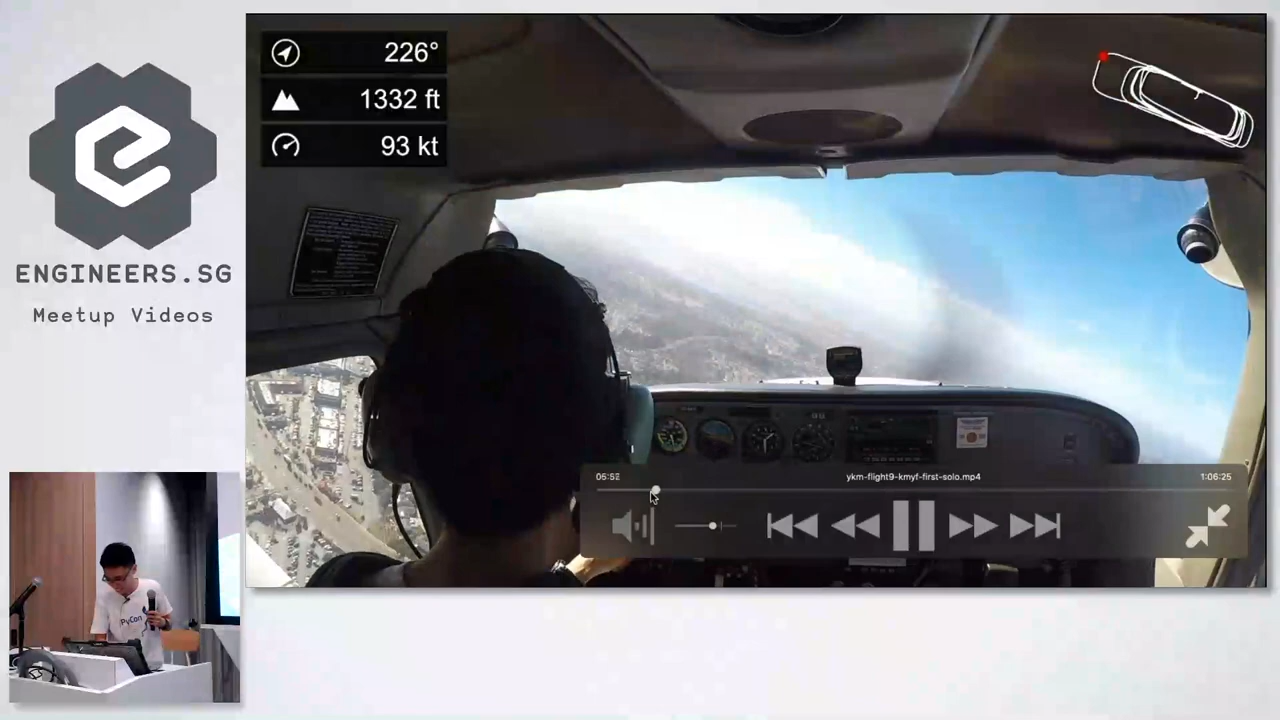 ENGINEERS.SG
Meetup Videos
226°
1332 ft
93 kt
05:52
ykm-flight9-kmyf-first-solo.mp4
1:06:25
PyCon